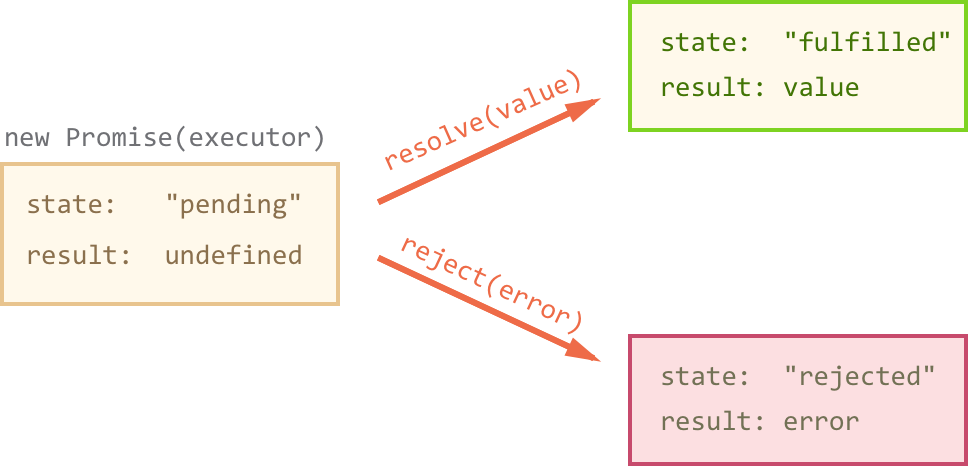 new Promise(executor)
state: "pending"
result: undefined
resolve(value)
reject(error)
state: "fulfilled"
result: value
state: "rejected"
result: error